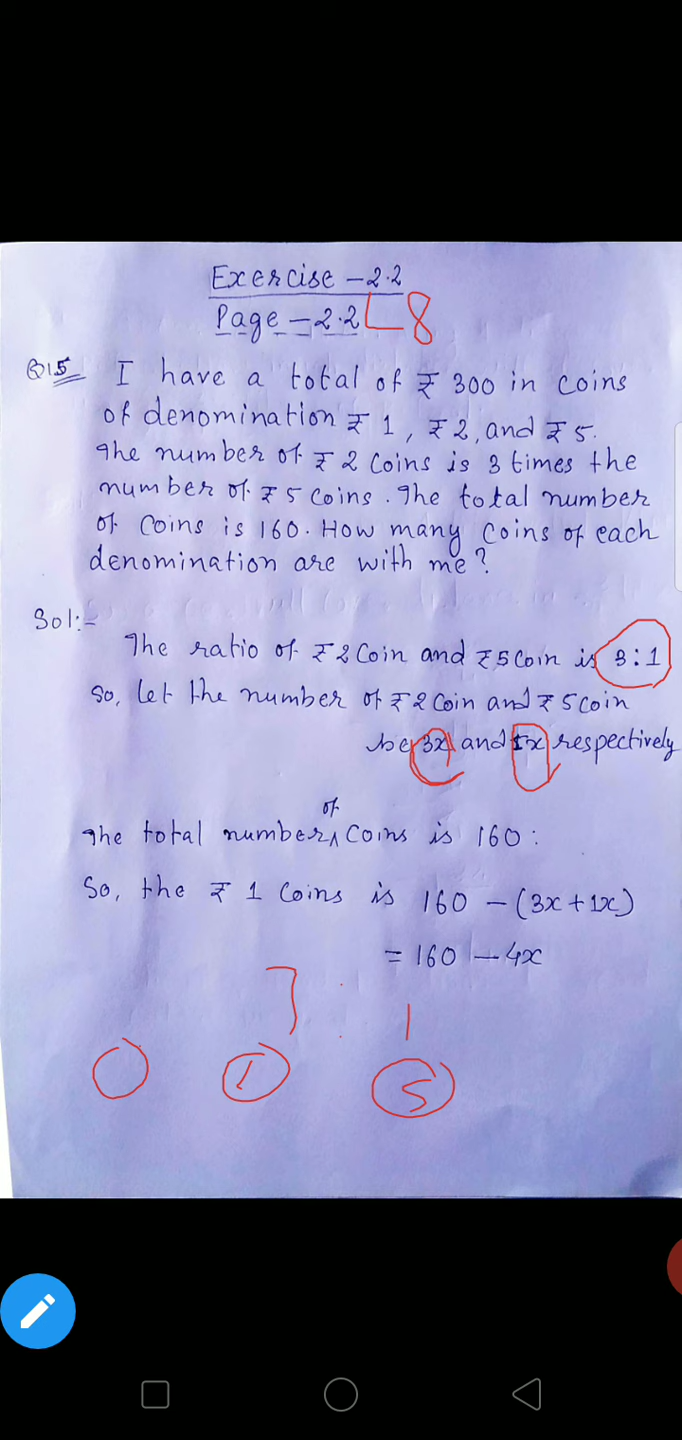 Exercise - 2.2
Page - 2.2 8
Q15 I have a total of ₹ 300 in coins
of denomination ₹ 1, ₹ 2, and ₹ 5.
The number of ₹ 2 Coins is 3 times the
number of ₹ 5 Coins. The total number
of Coins is 160. How many Coins of each
denomination are with me?
Sol:-
The ratio of ₹ 2 Coin and ₹ 5 Coin is 3 : 1
So, let the number of ₹ 2 Coin and ₹ 5 coin
be 3x and 1x respectively
The total number of Coins is 160:
So, the ₹ 1 Coins is 160 - (3x + 1x)
= 160 - 4x
1
1 5